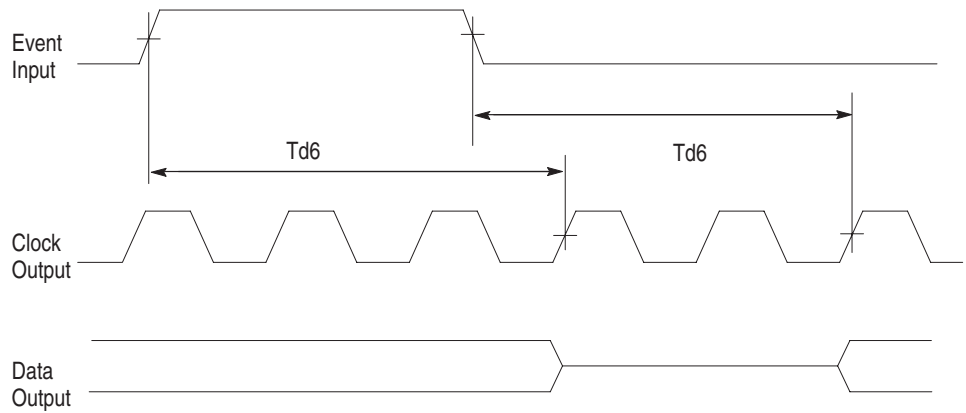 Event
Input
Td6
Td6
Clock
Output
Data
Output